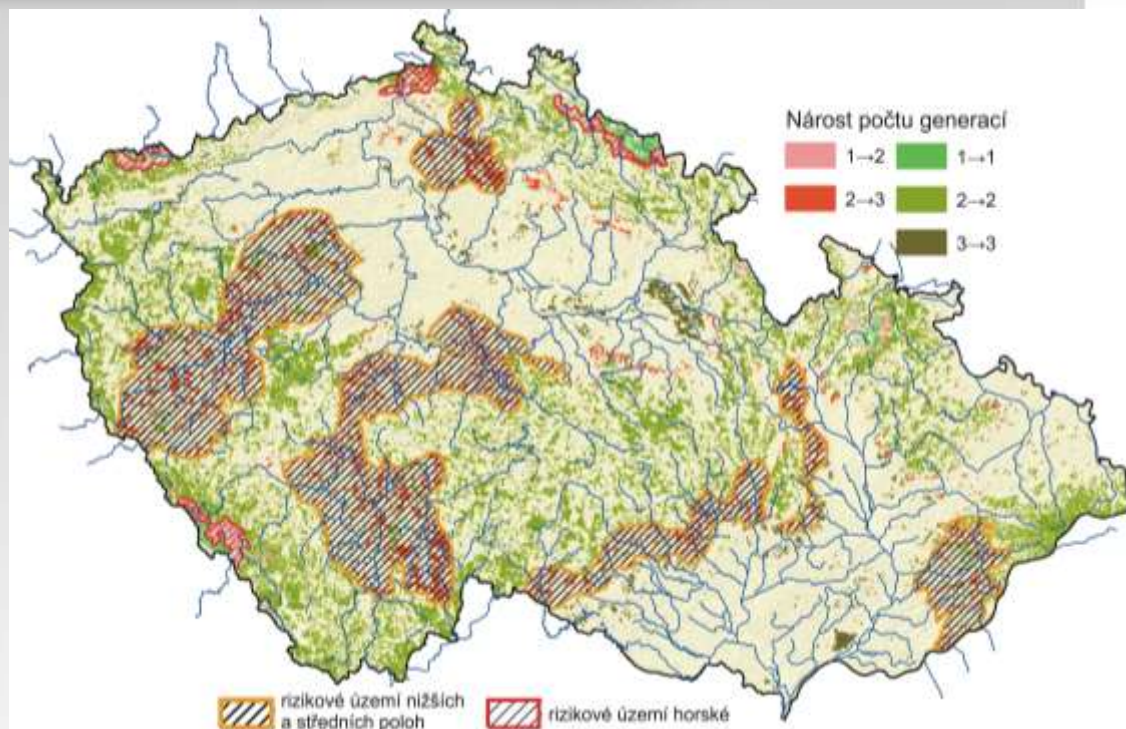 Nárost počtu generací
1→2 1→1
2→3 2→2
3→3
rizikové území nižších
a středních poloh
rizikové území horské